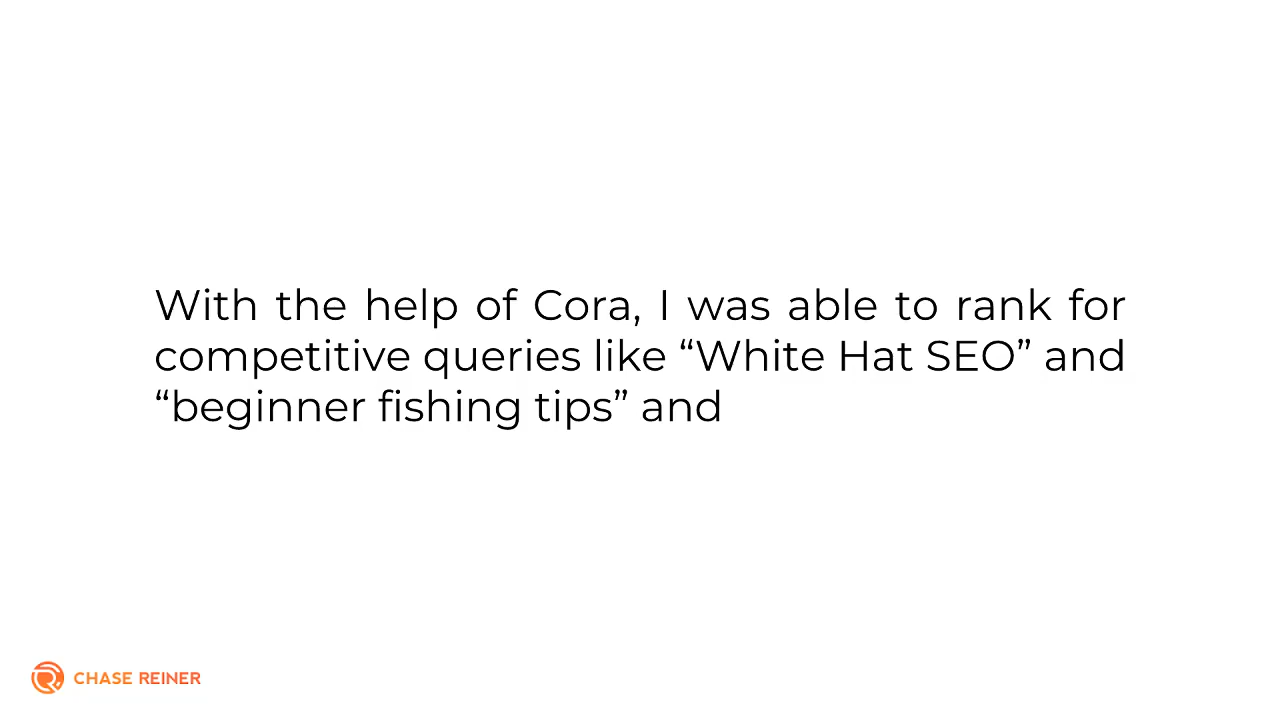 With the help of Cora, I was able to rank for
competitive queries like “White Hat SEO” and
“beginner fishing tips” and
CHASE REINER